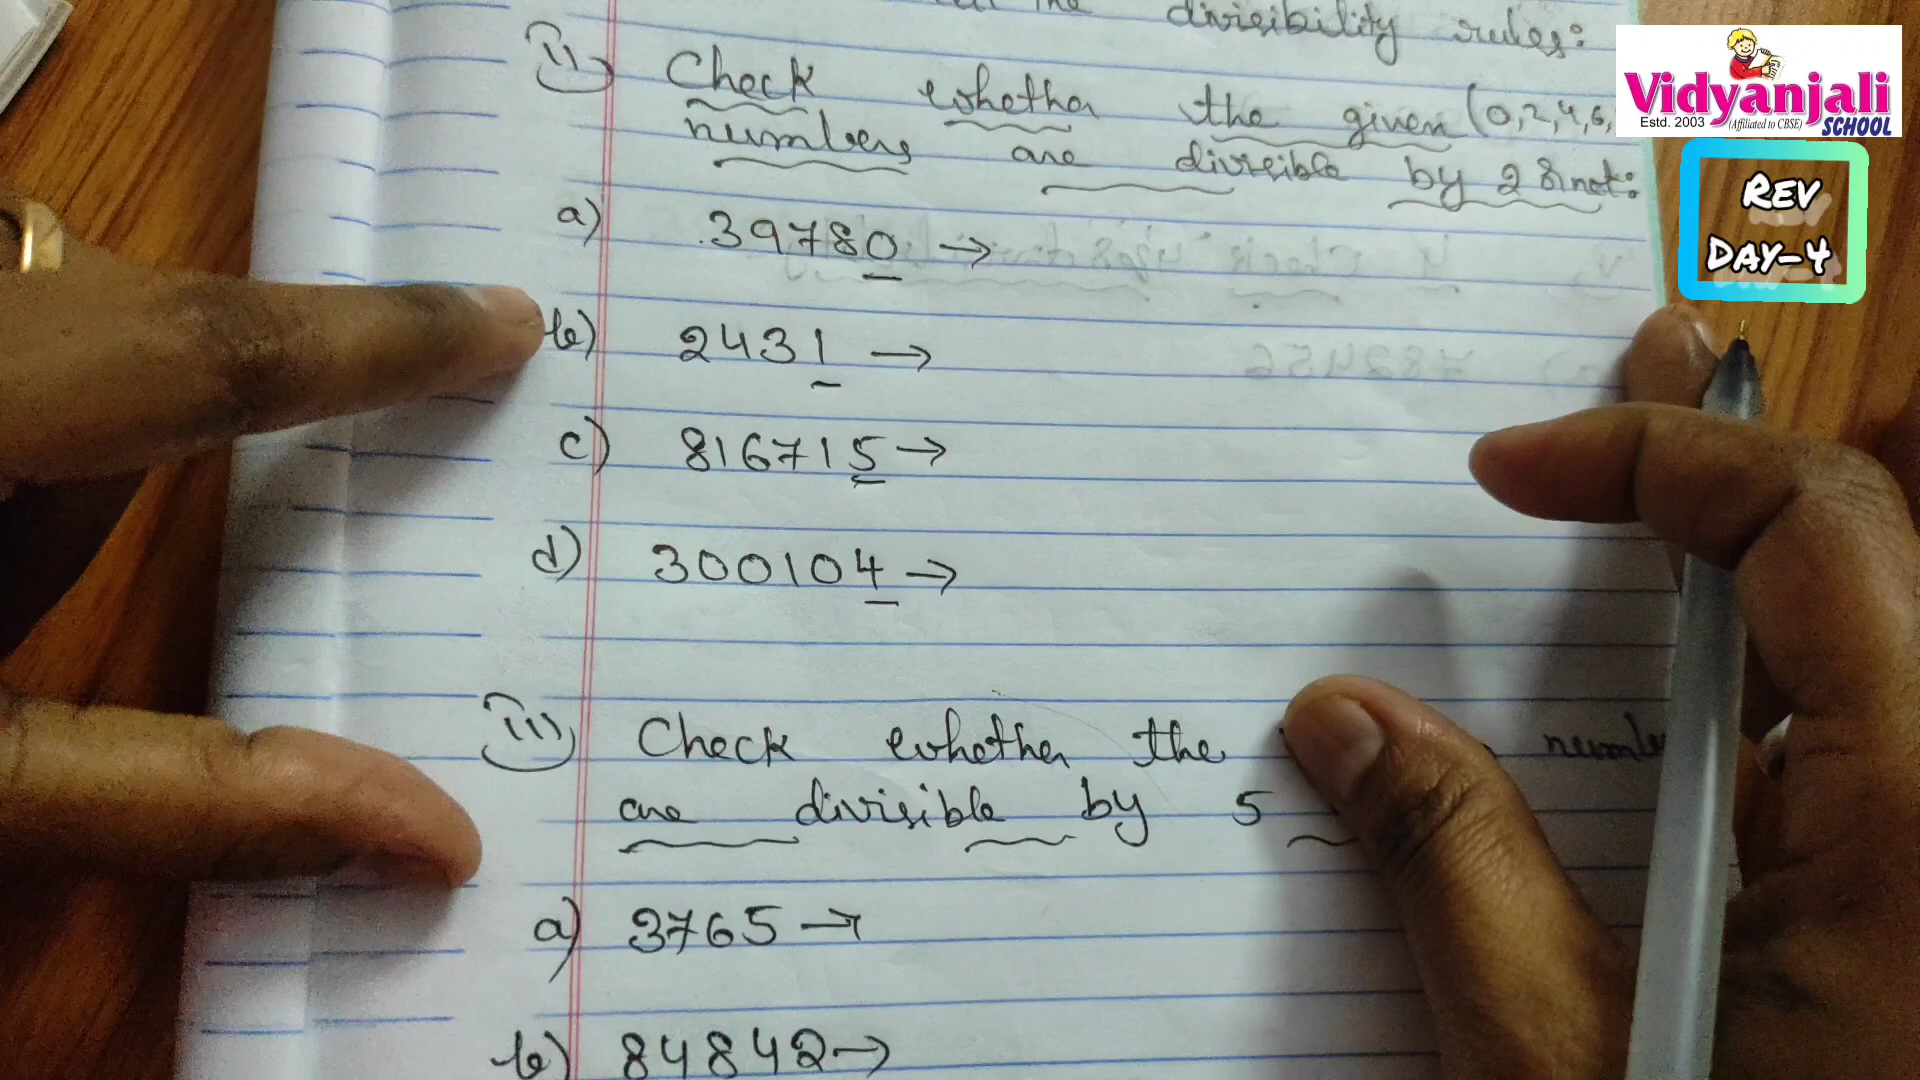 the divisibility rules:
ii) Check whether the given (0,2,4,6,
numbers are divisible by 2 or not:
a) 39780 →
b) 2431 →
c) 816715 →
d) 300104 →
iii) Check whether the
are divisible by 5
a) 3765 →
b) 84842 →
Vidyanjali
Estd. 2003 (Affiliated to CBSE) SCHOOL
REV
DAY-4